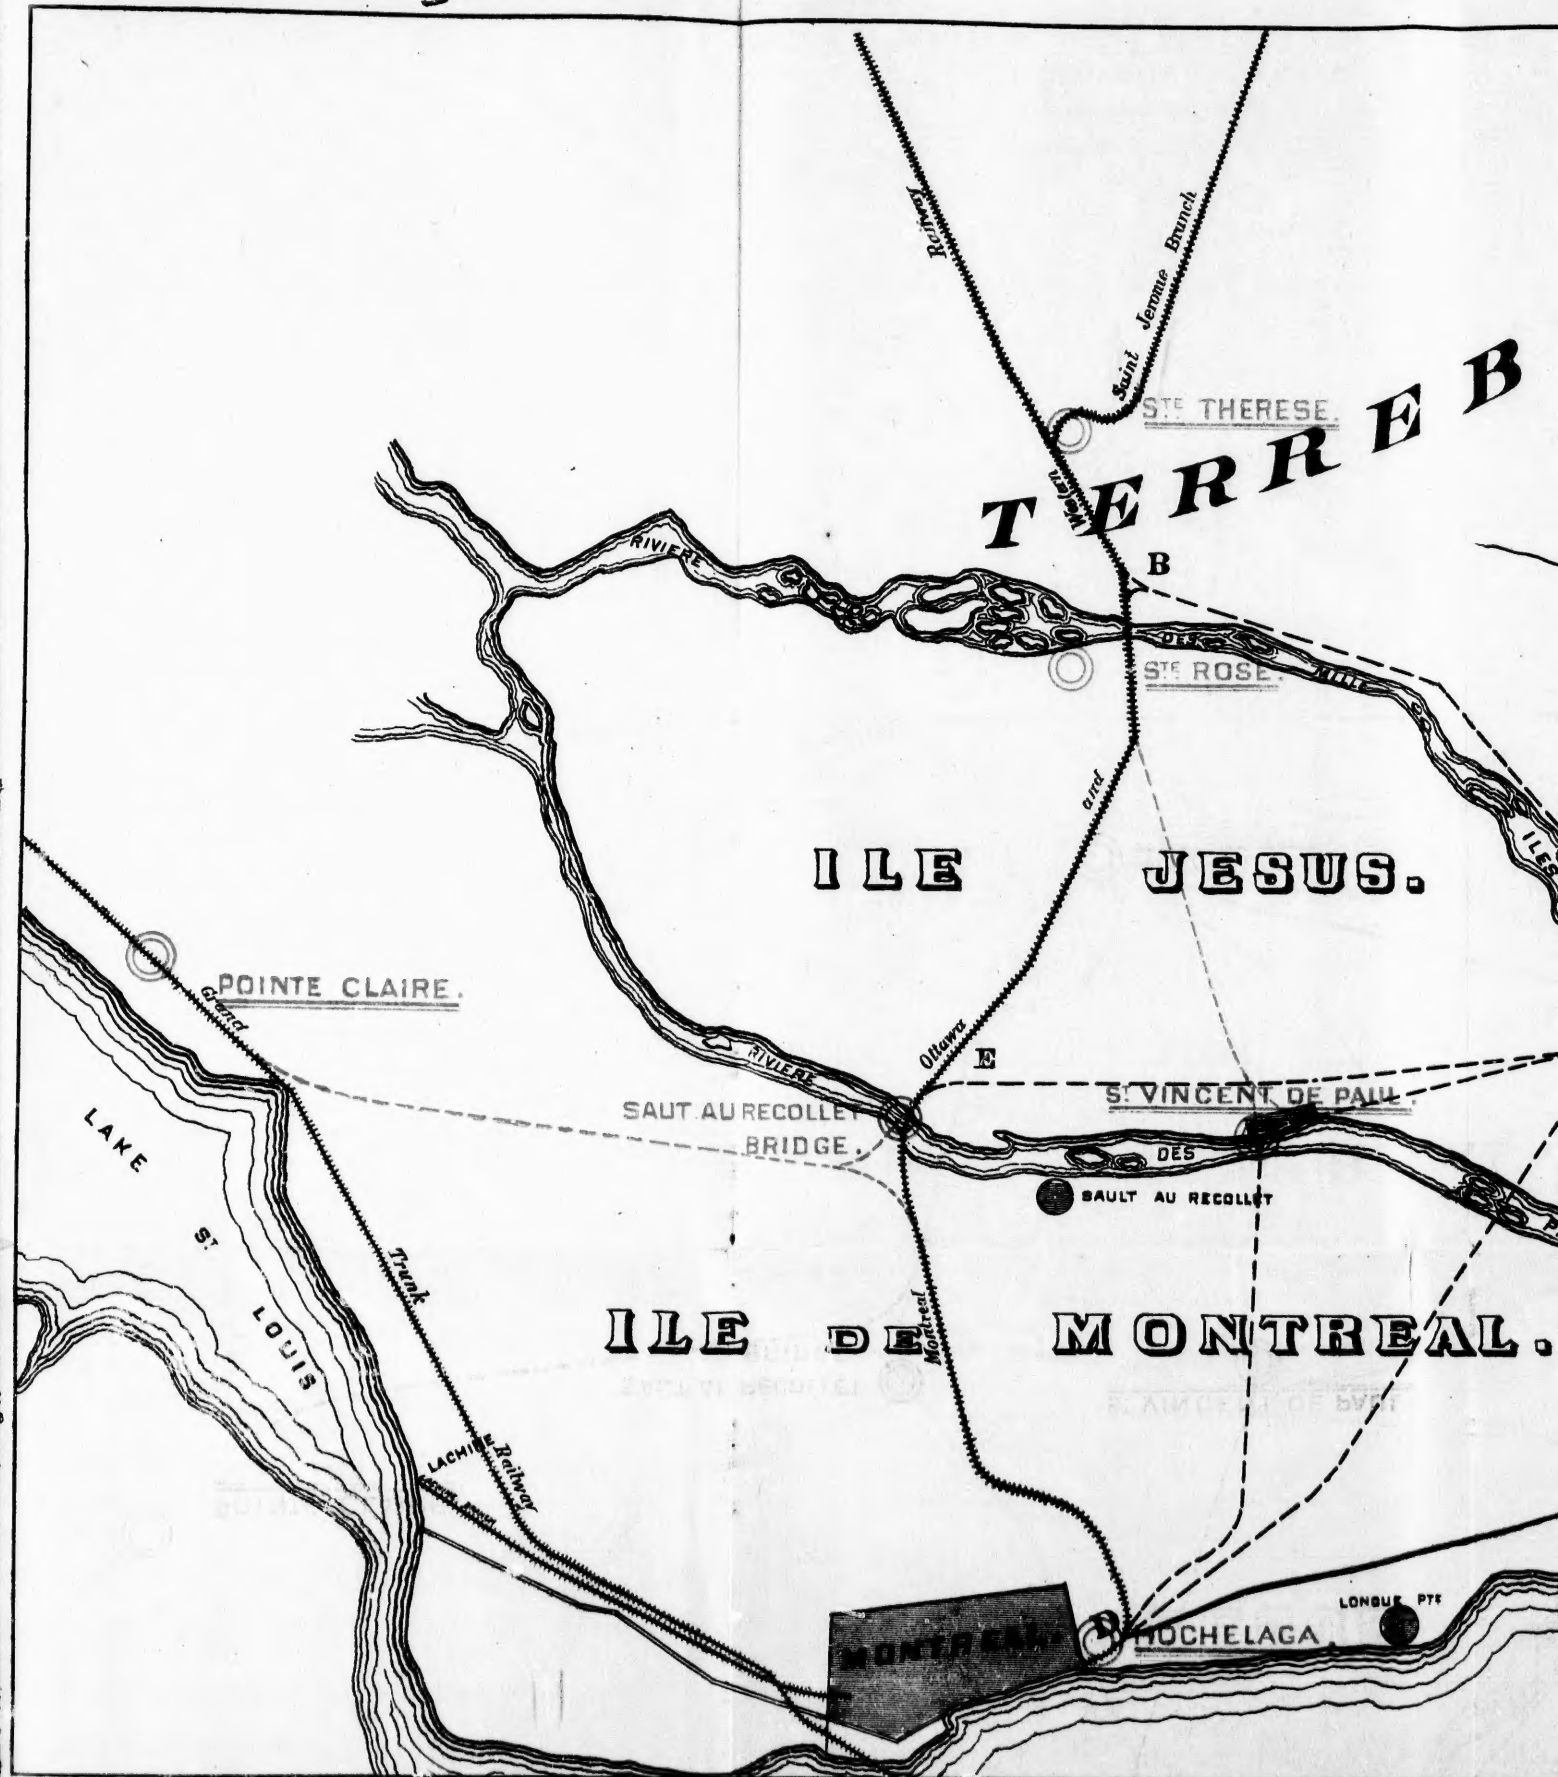 Railway
Saint Jerome Branch
STE THERESE.
TERREB
Western
B
RIVIERE
DES
MILLE
ILES
STE ROSE.
and
ILE JESUS.
POINTE CLAIRE.
Grand
Ottawa
E
RIVIERE
SAUT AU RECOLLET
BRIDGE.
ST VINCENT DE PAUL.
DES
P
SAULT AU RECOLLET
LAKE
ST
LOUIS
Trunk
Montreal
ILE DE MONTREAL.
LACHINE
Railway
LONGUE PTE
MONTREAL.
D
HOCHELAGA.